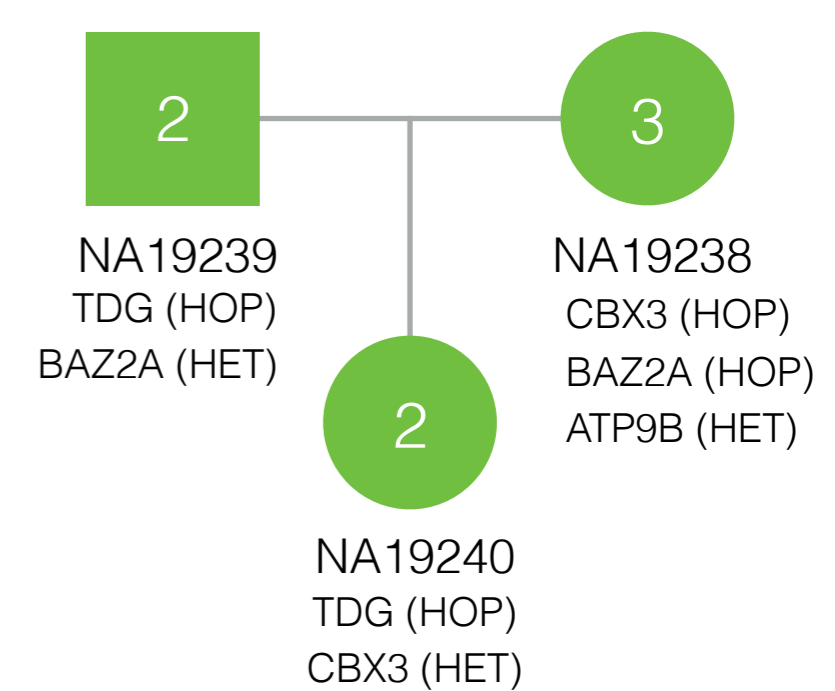 2
NA19239
TDG (HOP)
BAZ2A (HET)
3
NA19238
CBX3 (HOP)
BAZ2A (HOP)
ATP9B (HET)
2
NA19240
TDG (HOP)
CBX3 (HET)